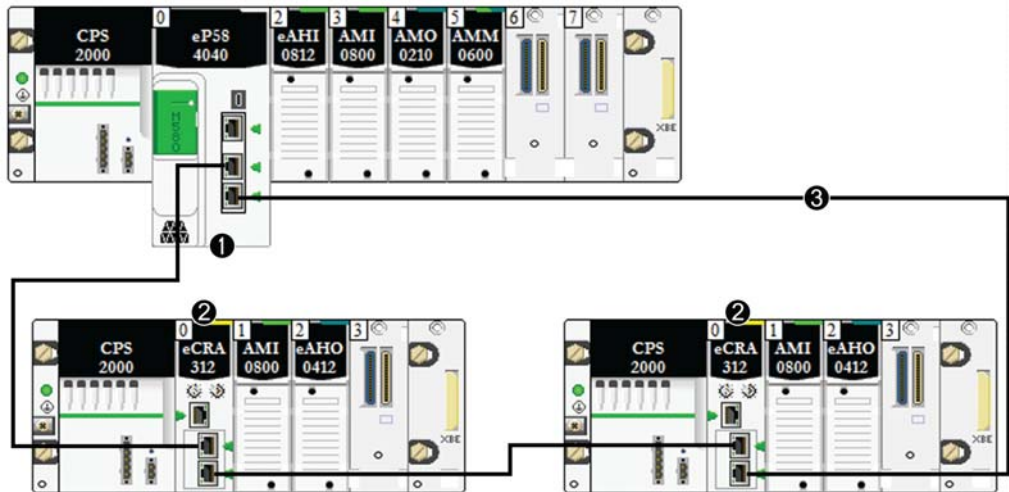 0 2 3 4 5 6 7
CPS 2000
eP58 4040
eAHI 0812
AMI 0800
AMO 0210
AMM 0600
XBE
3
1
2
2
0 1 2 3
CPS 2000
eCRA 312
AMI 0800
eAHO 0412
XBE
0 1 2 3
CPS 2000
eCRA 312
AMI 0800
eAHO 0412
XBE